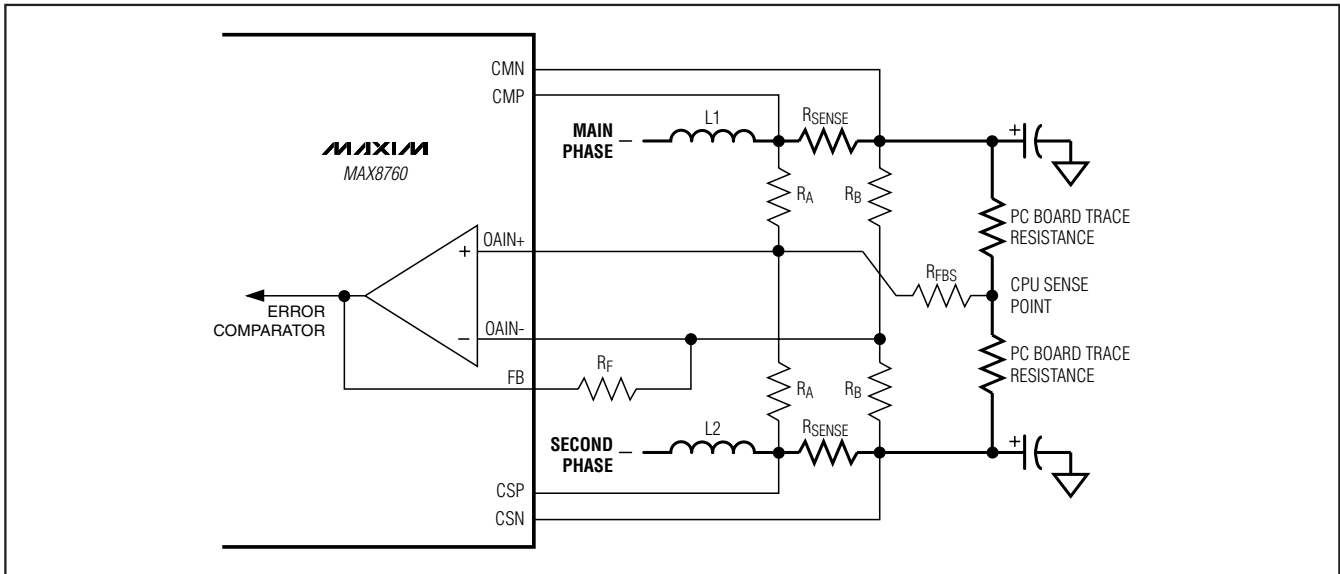 CMN
CMP
MAXIM
MAX8760
MAIN
PHASE
L1
RSENSE
RA
RB
PC BOARD TRACE
RESISTANCE
OAIN+
+
RFBS
CPU SENSE
POINT
ERROR
COMPARATOR
OAIN-
−
FB
RF
RA
RB
PC BOARD TRACE
RESISTANCE
SECOND
PHASE
L2
RSENSE
CSP
CSN
+
+